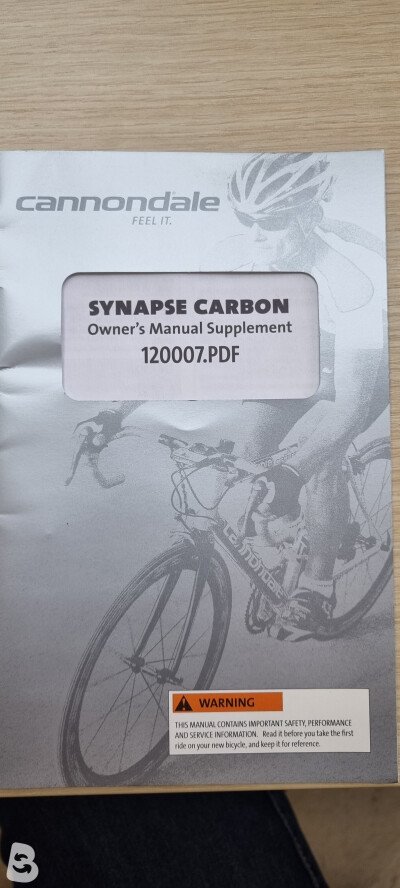 cannondale
FEEL IT.
SYNAPSE CARBON
Owner's Manual Supplement
120007.PDF
cannondale
WARNING
THIS MANUAL CONTAINS IMPORTANT SAFETY, PERFORMANCE
AND SERVICE INFORMATION. Read it before you take the first
ride on your new bicycle, and keep it for reference.